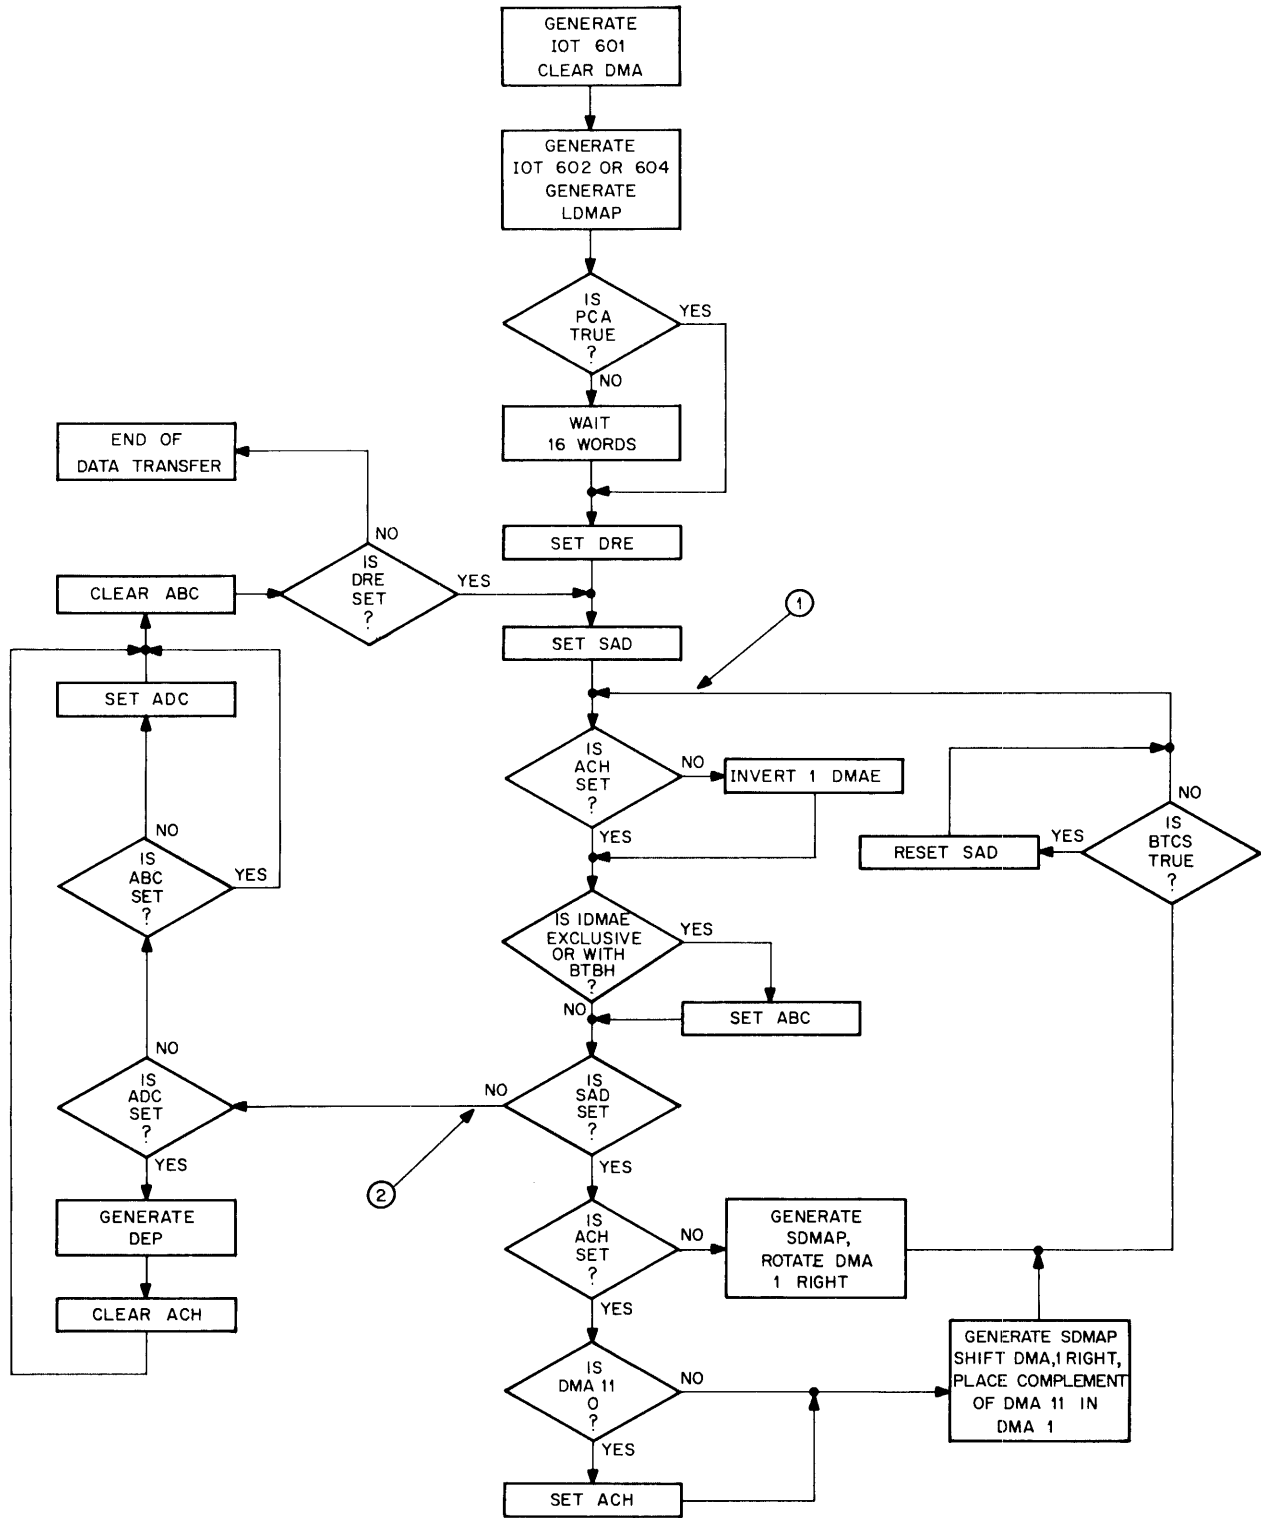 GENERATE
IOT 601
CLEAR DMA
GENERATE
IOT 602 OR 604
GENERATE
LDMAP
IS
PCA
TRUE
?
YES
NO
WAIT
16 WORDS
END OF
DATA TRANSFER
SET DRE
NO
IS
DRE
SET
?
YES
CLEAR ABC
SET SAD
1
SET ADC
IS
ACH
SET
?
NO
INVERT 1 DMAE
YES
NO
IS
BTCS
TRUE
?
YES
RESET SAD
NO
IS
ABC
SET
?
YES
IS IDMAE
EXCLUSIVE
OR WITH
BTBH
?
YES
NO
SET ABC
NO
IS
ADC
SET
?
YES
NO
IS
SAD
SET
?
YES
2
GENERATE
DEP
CLEAR ACH
IS
ACH
SET
?
NO
YES
GENERATE
SDMAP,
ROTATE DMA
1 RIGHT
GENERATE SDMAP
SHIFT DMA,1 RIGHT,
PLACE COMPLEMENT
OF DMA 11 IN
DMA 1
IS
DMA 11
0
?
NO
YES
SET ACH